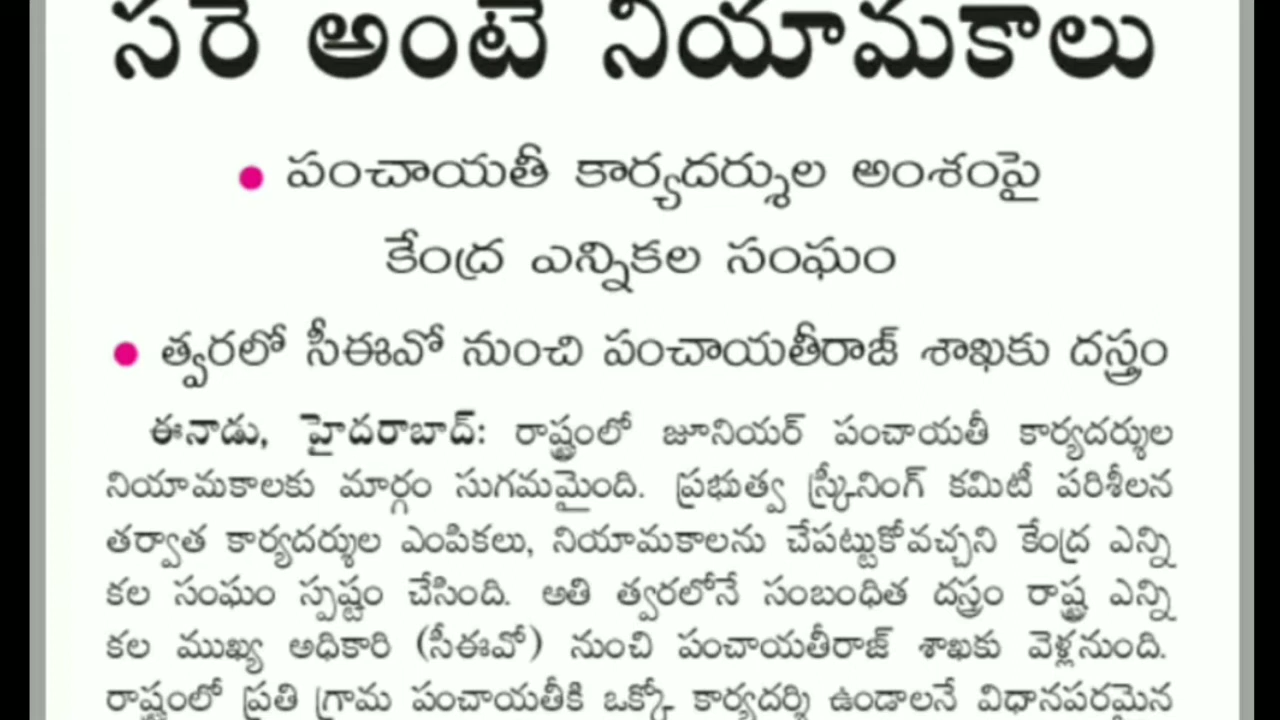 సరే అంటే నియామకాలు
• పంచాయతీ కార్యదర్శుల అంశంపై
కేంద్ర ఎన్నికల సంఘం
• త్వరలో సీఈవో నుంచి పంచాయతీరాజ్ శాఖకు దస్త్రం
ఈనాడు, హైదరాబాద్: రాష్ట్రంలో జూనియర్ పంచాయతీ కార్యదర్శుల
నియామకాలకు మార్గం సుగమమైంది. ప్రభుత్వ స్క్రీనింగ్ కమిటీ పరిశీలన
తర్వాత కార్యదర్శుల ఎంపికలు, నియామకాలను చేపట్టుకోవచ్చని కేంద్ర ఎన్ని
కల సంఘం స్పష్టం చేసింది. అతి త్వరలోనే సంబంధిత దస్త్రం రాష్ట్ర ఎన్ని
కల ముఖ్య అధికారి (సీఈవో) నుంచి పంచాయతీరాజ్ శాఖకు వెళ్లనుంది.
రాష్ట్రంలో ప్రతి గ్రామ పంచాయతీకి ఒక్కో కార్యదర్శి ఉండాలనే విధానపరమైన